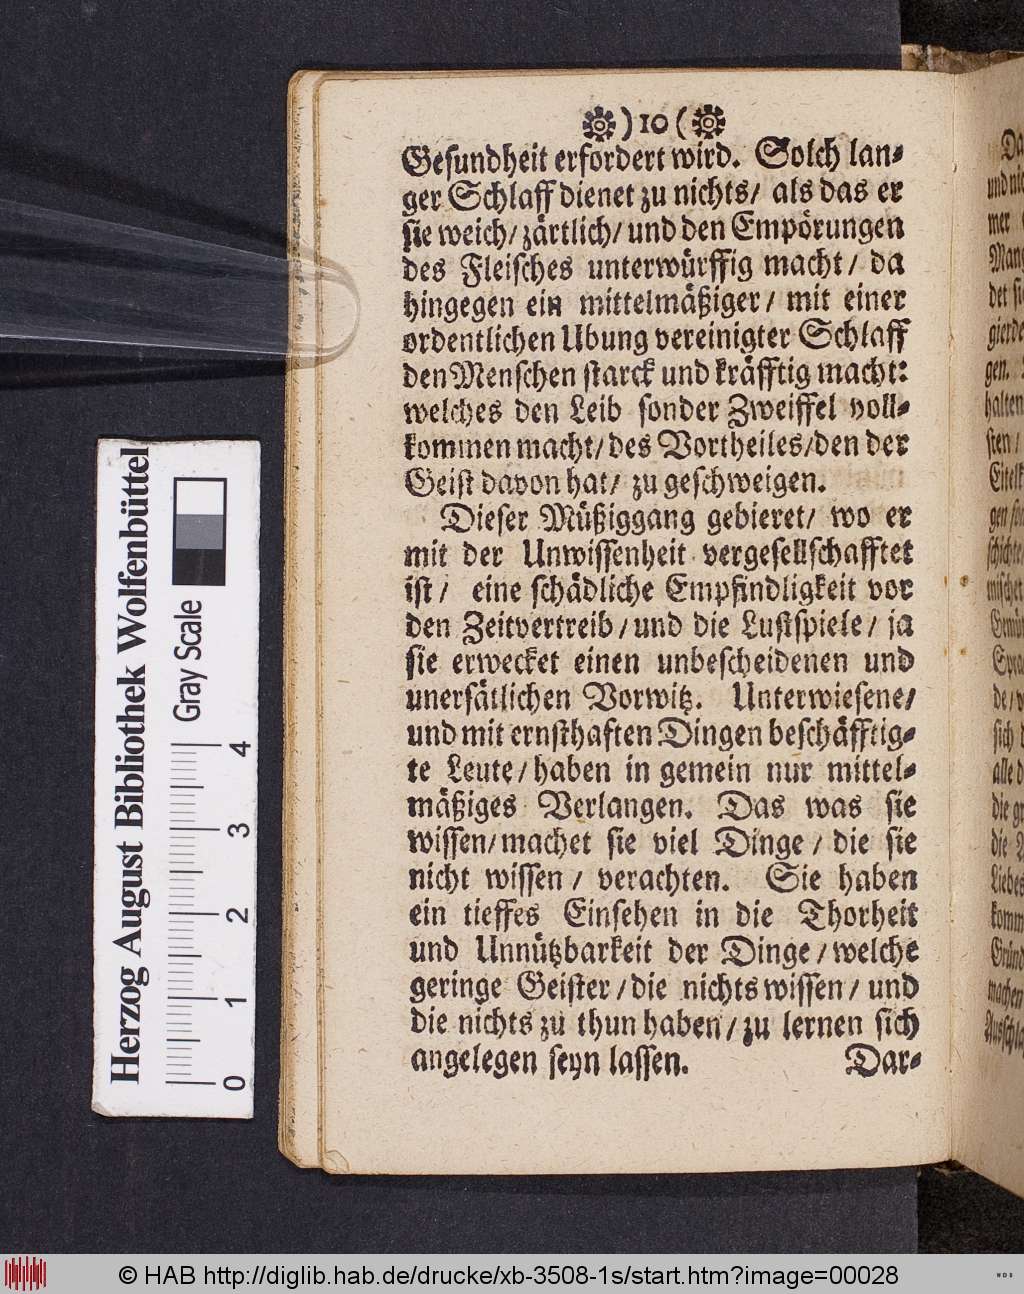 ) 10 (
Gesundheit erfordert wird. Solch lan-
ger Schlaff dienet zu nichts/ als das er
sie weich/ zärtlich/ und den Empörungen
des Fleisches unterwürffig macht/ da
hingegen ein mittelmäßiger/ mit einer
ordentlichen Ubung vereinigter Schlaff
den Menschen starck und kräfftig macht:
welches den Leib sonder Zweiffel voll-
kommen macht/ des Vortheiles/ den der
Geist davon hat/ zu geschweigen.
Dieser Müßiggang gebieret/ wo er
mit der Unwissenheit vergesellschafftet
ist/ eine schädliche Empfindligkeit vor
den Zeitvertreib/ und die Lustspiele/ ja
sie erwecket einen unbescheidenen und
unersätlichen Vorwitz. Unterwiesene/
und mit ernsthaften Dingen beschäfftig-
te Leute/ haben in gemein nur mittel-
mäßiges Verlangen. Das was sie
wissen/ machet sie viel Dinge/ die sie
nicht wissen/ verachten. Sie haben
ein tieffes Einsehen in die Thorheit
und Unnützbarkeit der Dinge/ welche
geringe Geister/ die nichts wissen/ und
die nichts zu thun haben/ zu lernen sich
angelegen seyn lassen. Dar-
Herzog August Bibliothek Wolfenbüttel
Gray Scale
0 1 2 3 4
© HAB http://diglib.hab.de/drucke/xb-3508-1s/start.htm?image=00028